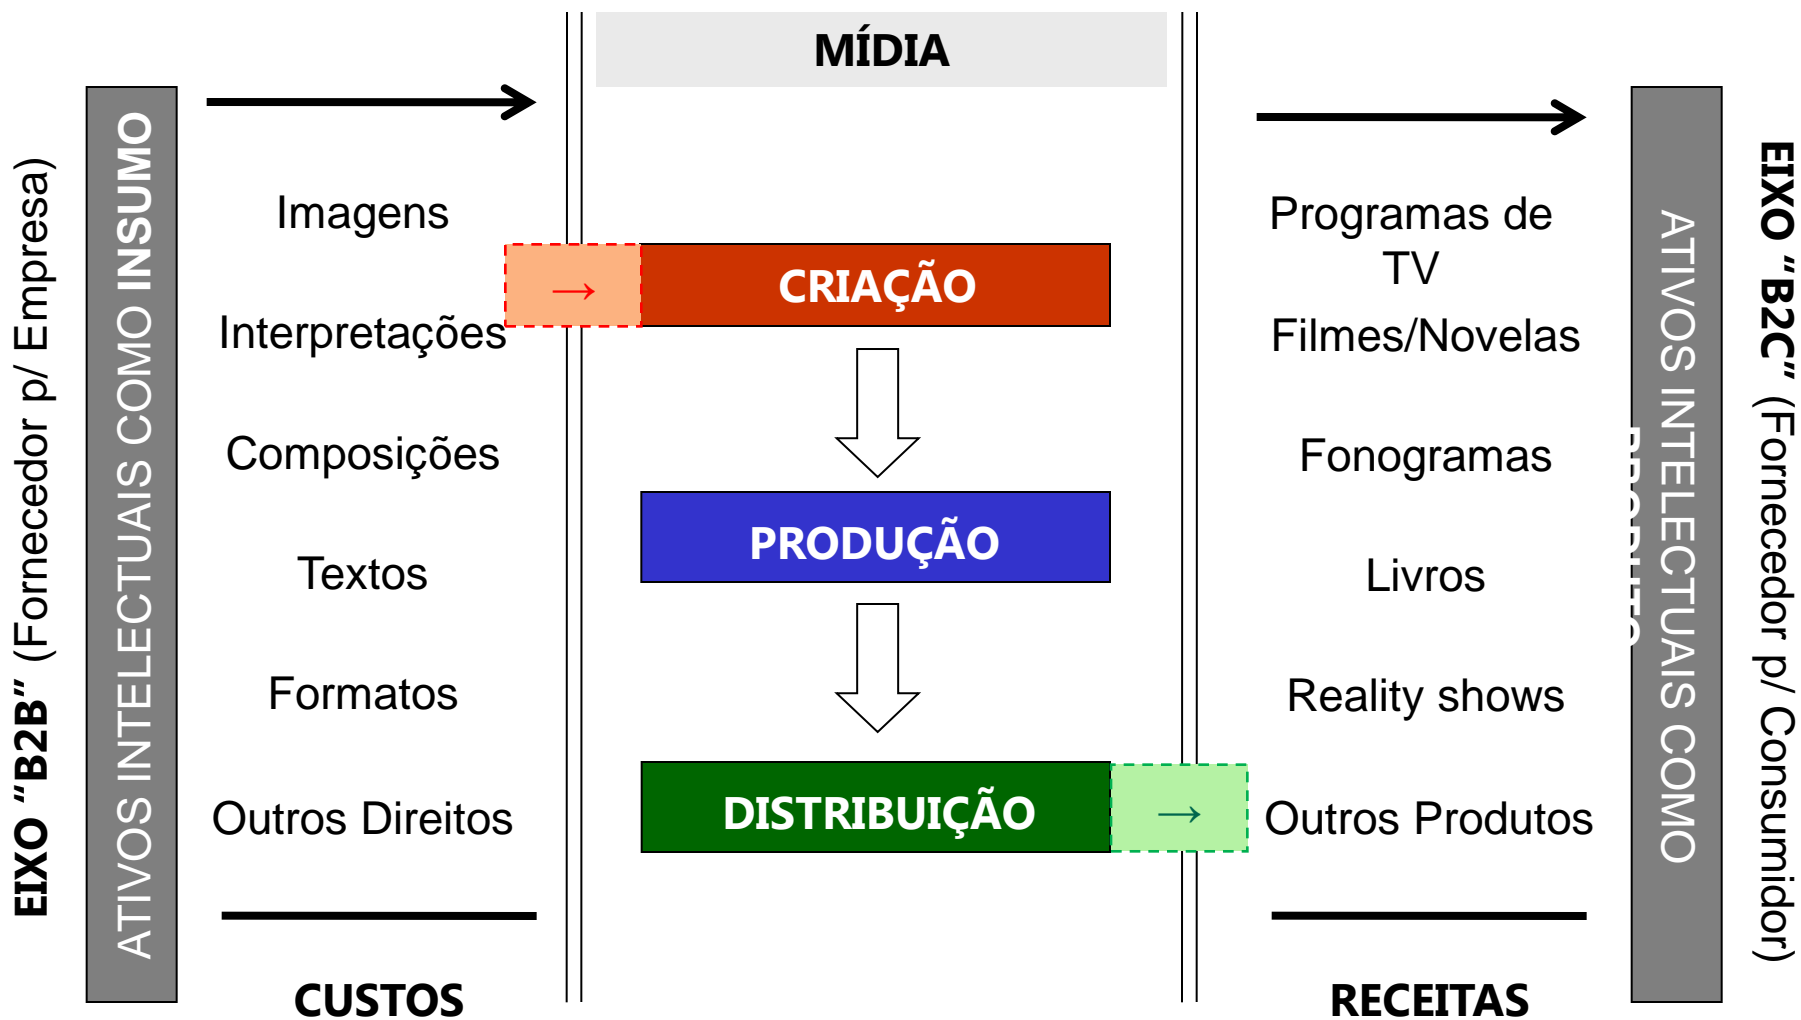 MÍDIA
EIXO “B2B” (Fornecedor p/ Empresa)
ATIVOS INTELECTUAIS COMO INSUMO
Imagens
Interpretações
Composições
Textos
Formatos
Outros Direitos
CUSTOS
→
CRIAÇÃO
PRODUÇÃO
DISTRIBUIÇÃO
→
Programas de
TV
Filmes/Novelas
Fonogramas
Livros
Reality shows
Outros Produtos
RECEITAS
ATIVOS INTELECTUAIS COMO
EIXO “B2C” (Fornecedor p/ Consumidor)